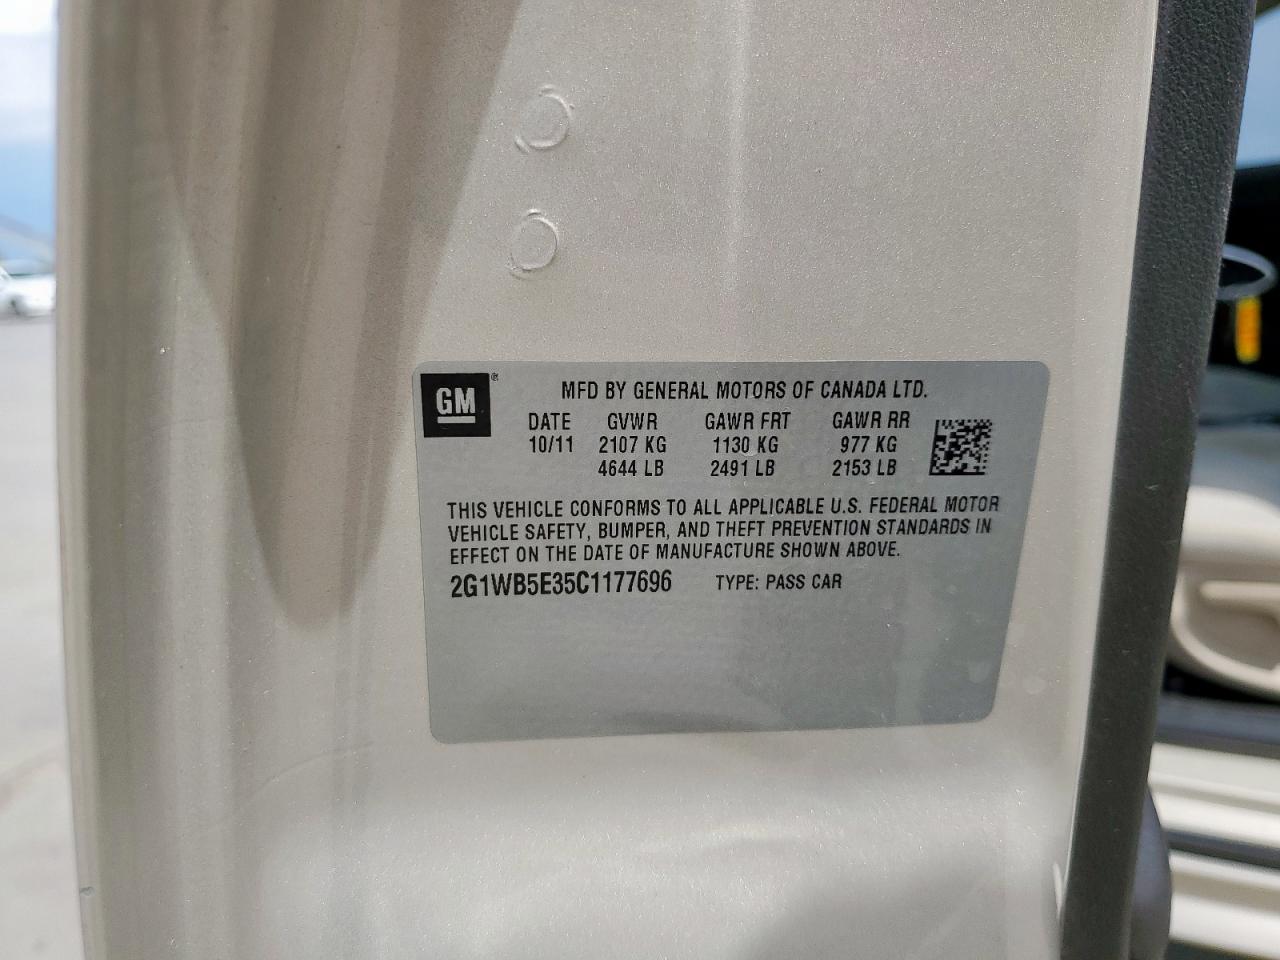 GM ®
MFD BY GENERAL MOTORS OF CANADA LTD.
DATE GVWR GAWR FRT GAWR RR
10/11 2107 KG 1130 KG 977 KG
4644 LB 2491 LB 2153 LB
THIS VEHICLE CONFORMS TO ALL APPLICABLE U.S. FEDERAL MOTOR
VEHICLE SAFETY, BUMPER, AND THEFT PREVENTION STANDARDS IN
EFFECT ON THE DATE OF MANUFACTURE SHOWN ABOVE.
2G1WB5E35C1177696 TYPE: PASS CAR